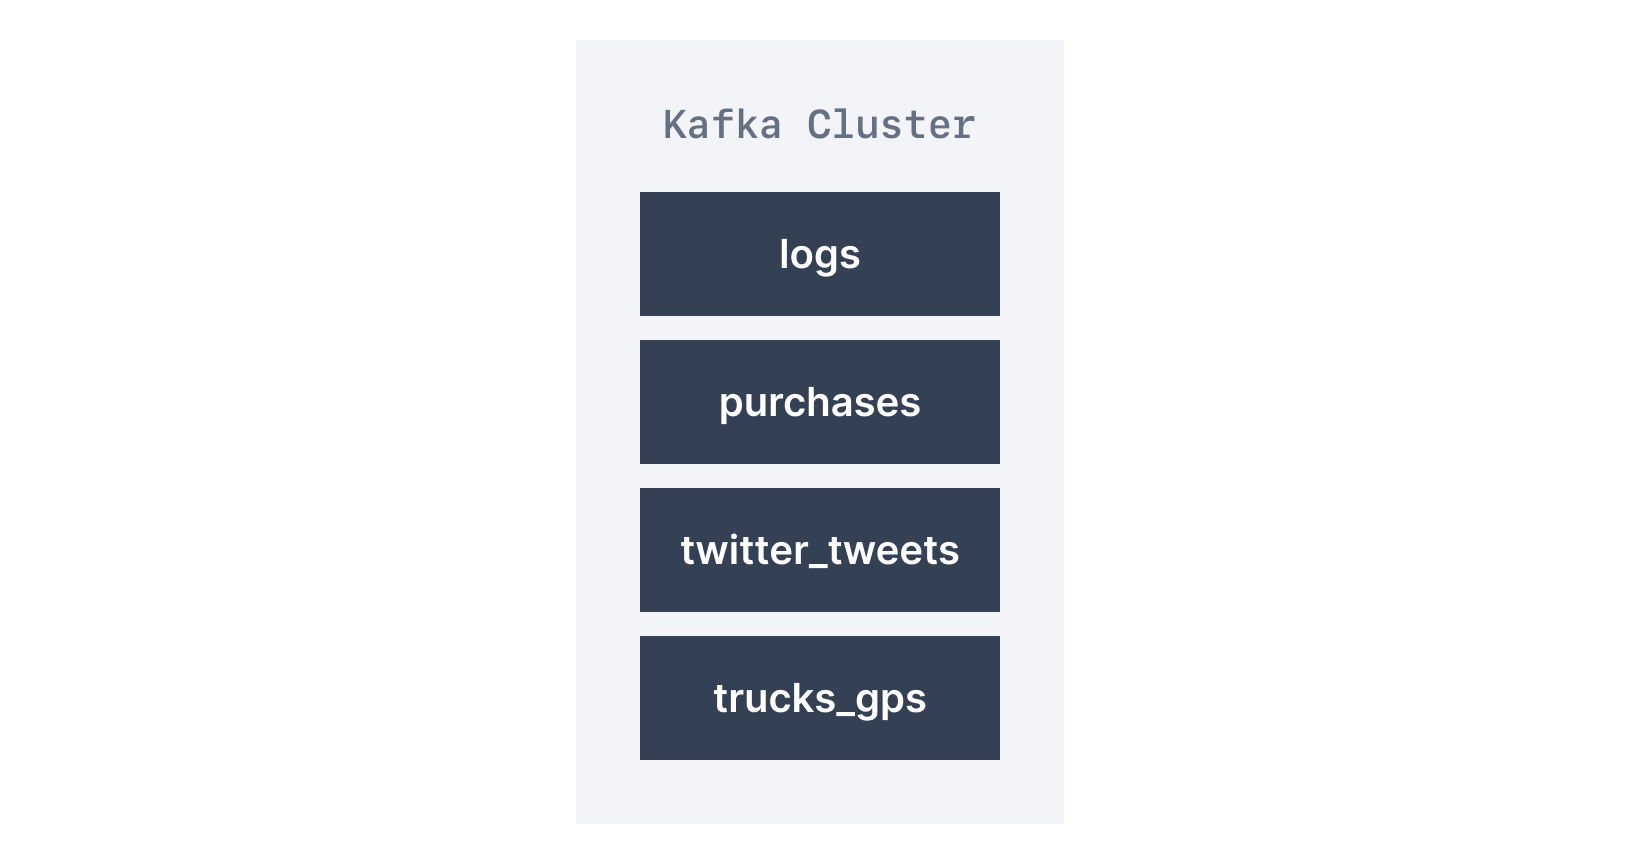 Kafka Cluster
logs
purchases
twitter_tweets
trucks_gps